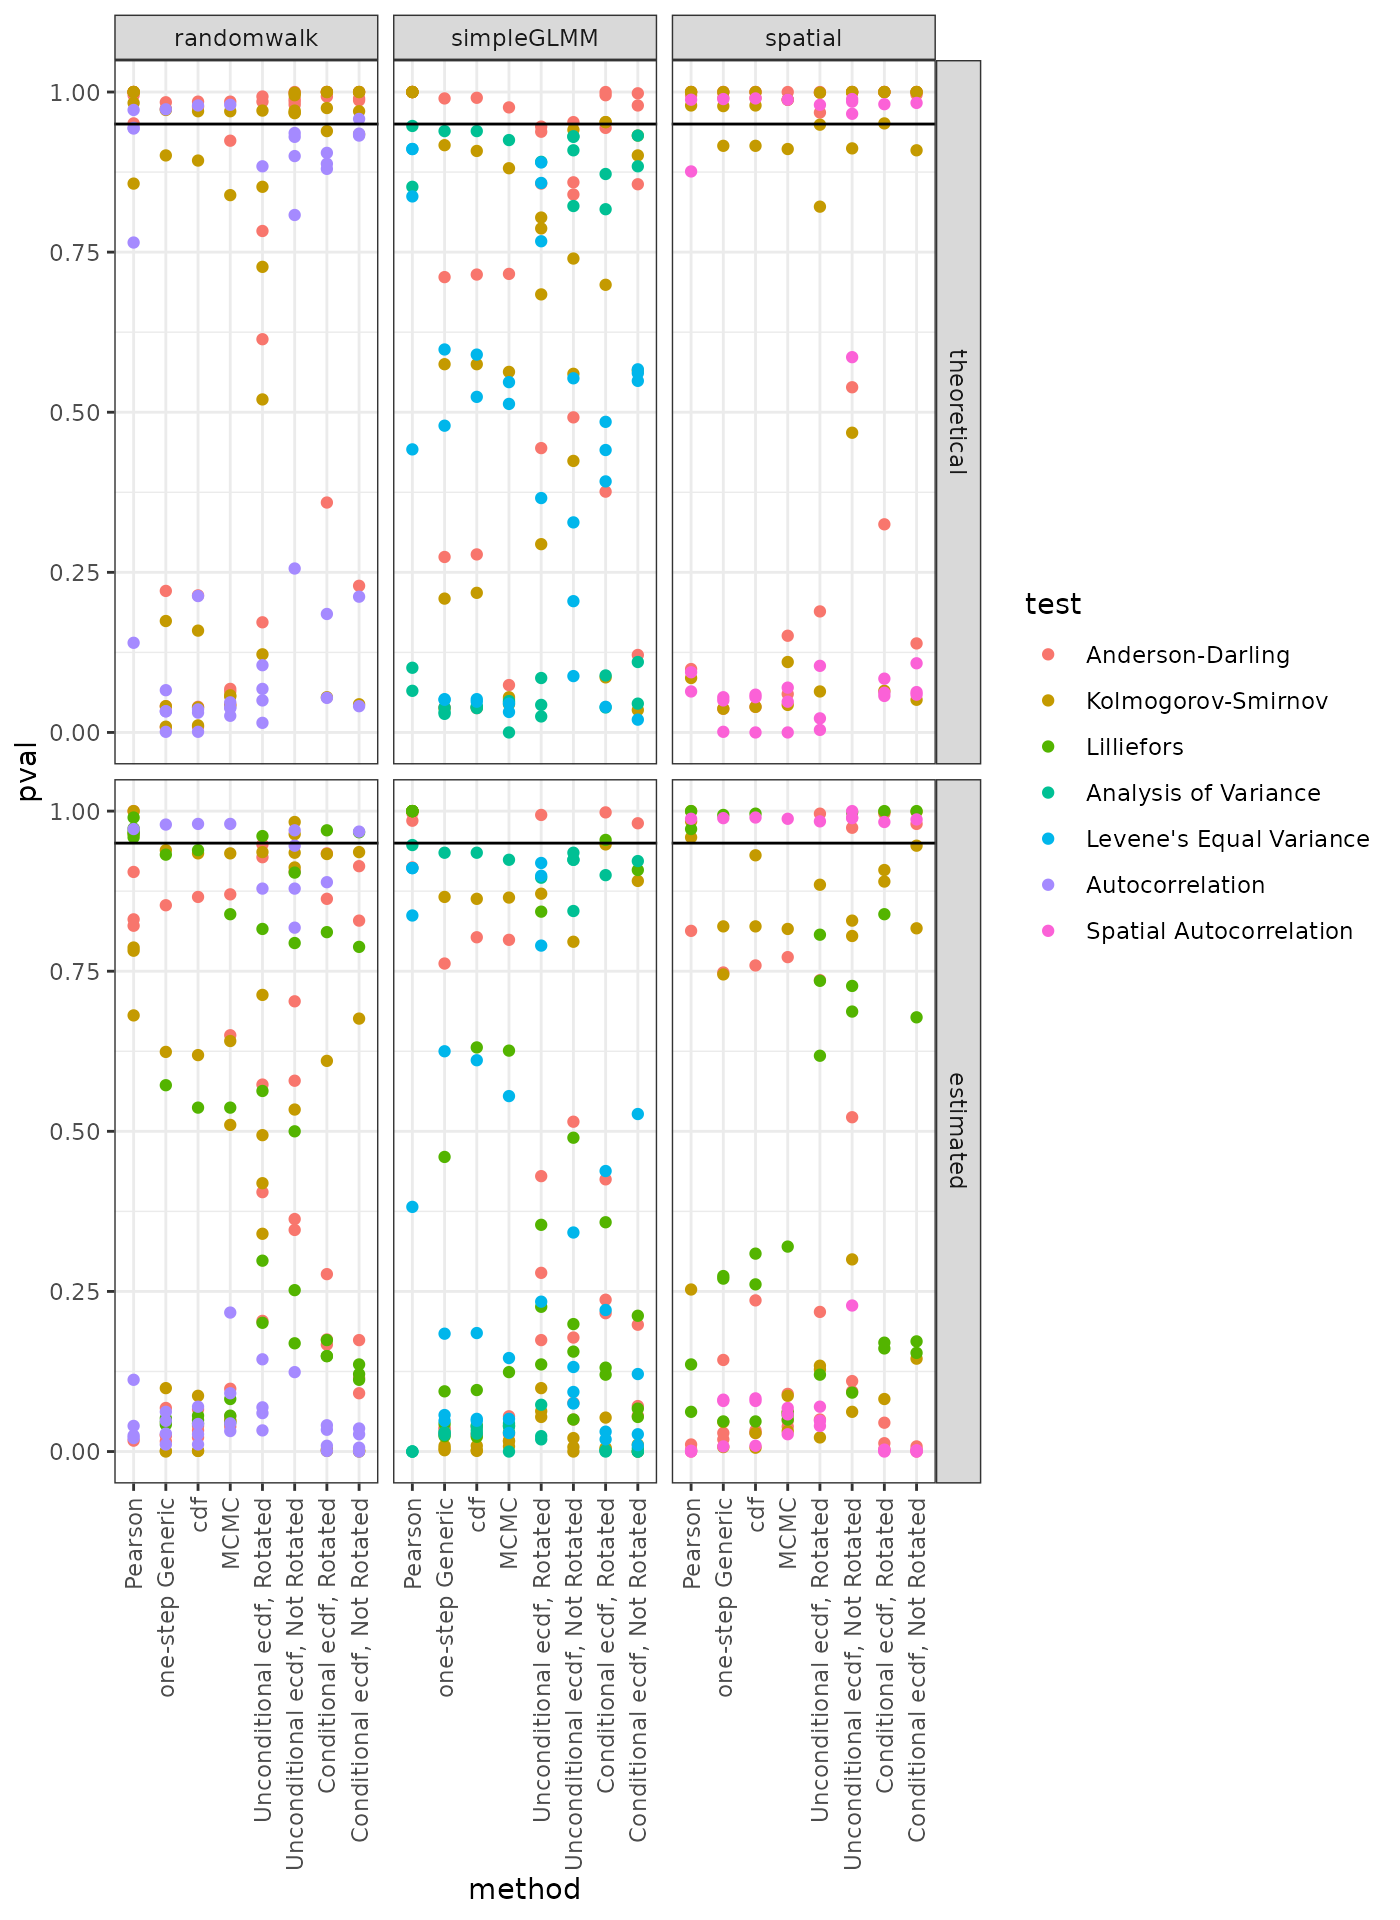 randomwalk simpleGLMM spatial
1.00
0.75
0.50
0.25
0.00
theoretical
1.00
0.75
0.50
0.25
0.00
estimated
pval
Pearson
one-step Generic
cdf
MCMC
Unconditional ecdf, Rotated
Unconditional ecdf, Not Rotated
Conditional ecdf, Rotated
Conditional ecdf, Not Rotated
Pearson
one-step Generic
cdf
MCMC
Unconditional ecdf, Rotated
Unconditional ecdf, Not Rotated
Conditional ecdf, Rotated
Conditional ecdf, Not Rotated
Pearson
one-step Generic
cdf
MCMC
Unconditional ecdf, Rotated
Unconditional ecdf, Not Rotated
Conditional ecdf, Rotated
Conditional ecdf, Not Rotated
method
test
Anderson-Darling
Kolmogorov-Smirnov
Lilliefors
Analysis of Variance
Levene's Equal Variance
Autocorrelation
Spatial Autocorrelation